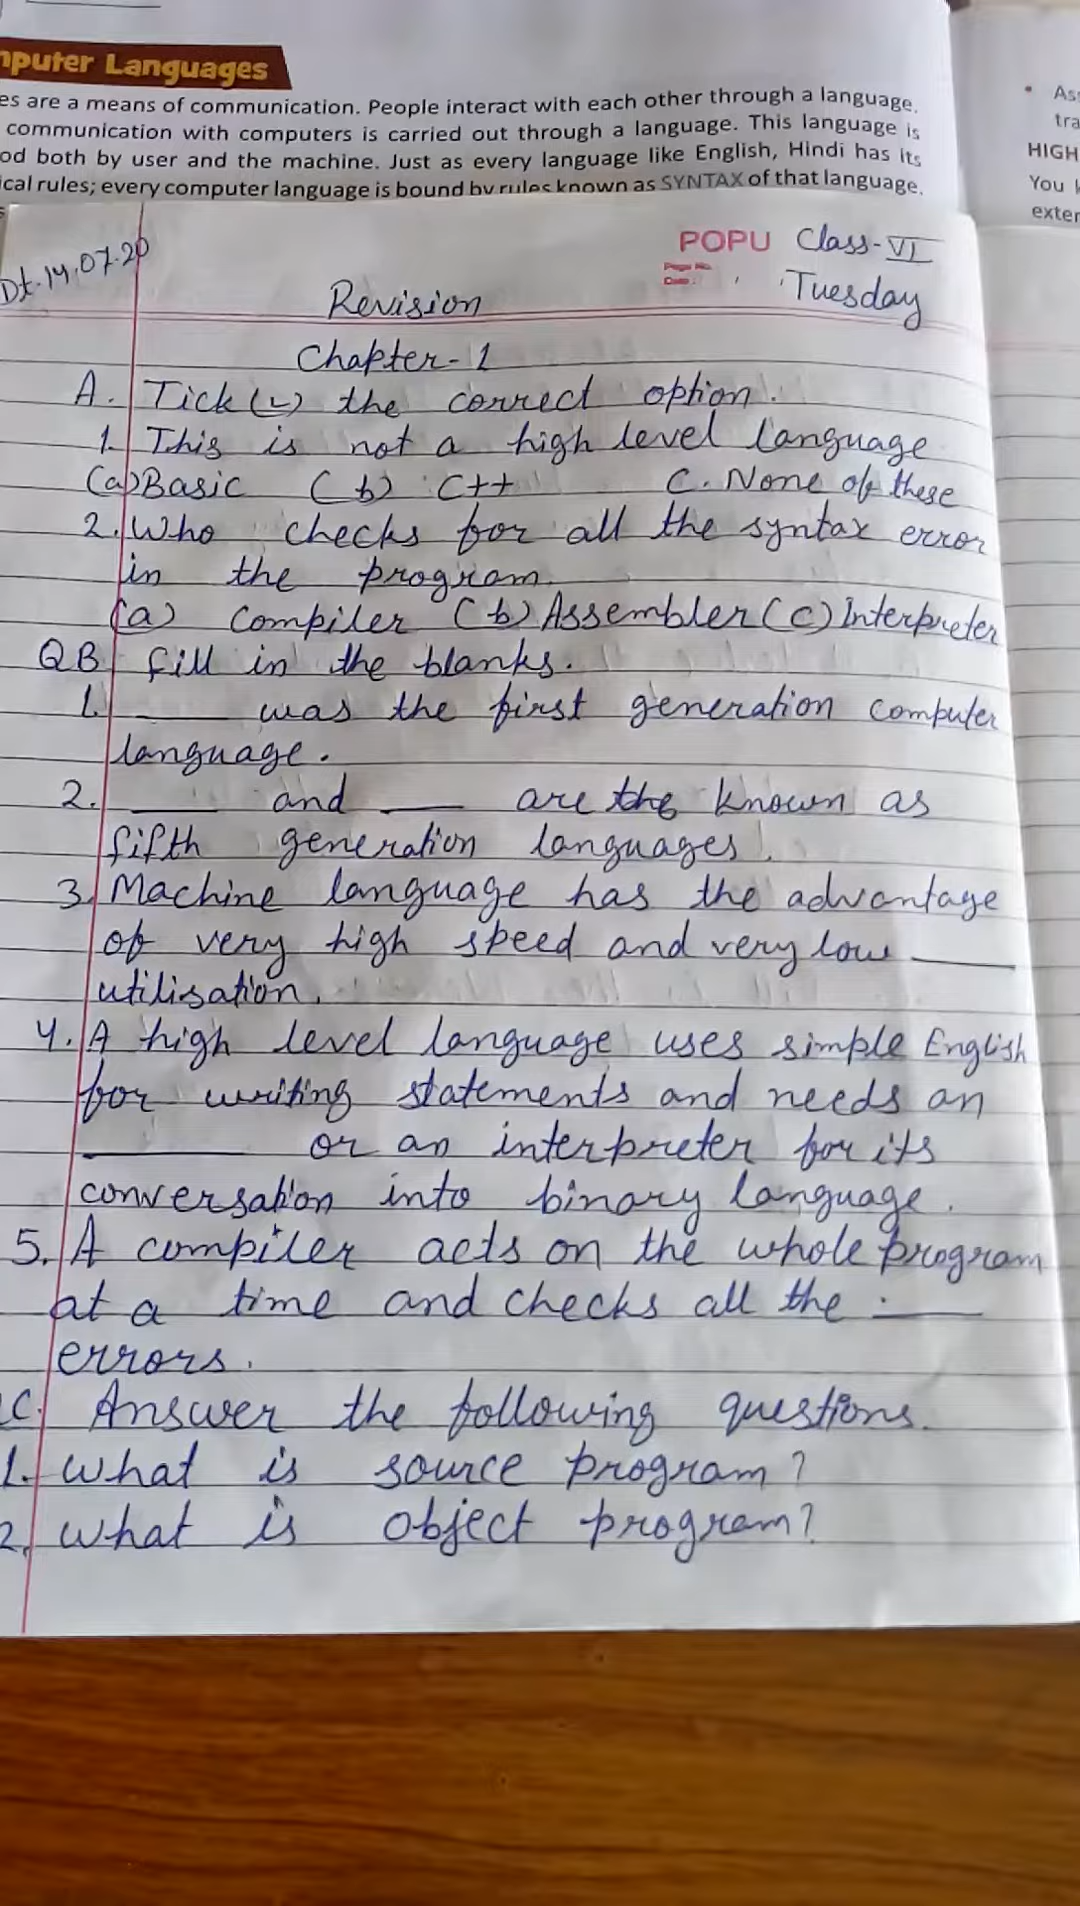 mputer Languages
es are a means of communication. People interact with each other through a language.
communication with computers is carried out through a language. This language is
od both by user and the machine. Just as every language like English, Hindi has its
ical rules; every computer language is bound by rules known as SYNTAX of that language.
As
tra
HIGH
You
exter
Dt.14.07.20
POPU Class-VI
Page No.
Date:
Tuesday
Revision
Chapter-1
A. Tick (✓) the correct option.
1. This is not a high level language
(a) Basic (b) C++ C. None of these
2. Who checks for all the syntax error
in the program.
(a) Compiler (b) Assembler (c) Interpreter
QB fill in the blanks.
1. ____ was the first generation computer
language.
2. ____ and ____ are the known as
fifth generation languages.
3. Machine language has the advantage
of very high speed and very low ____
utilisation.
4. A high level language uses simple English
for writing statements and needs an
____ or an interpreter for its
conversation into binary language.
5. A compiler acts on the whole program
at a time and checks all the ____
errors.
C. Answer the following questions.
1. What is source program?
2. What is object program?